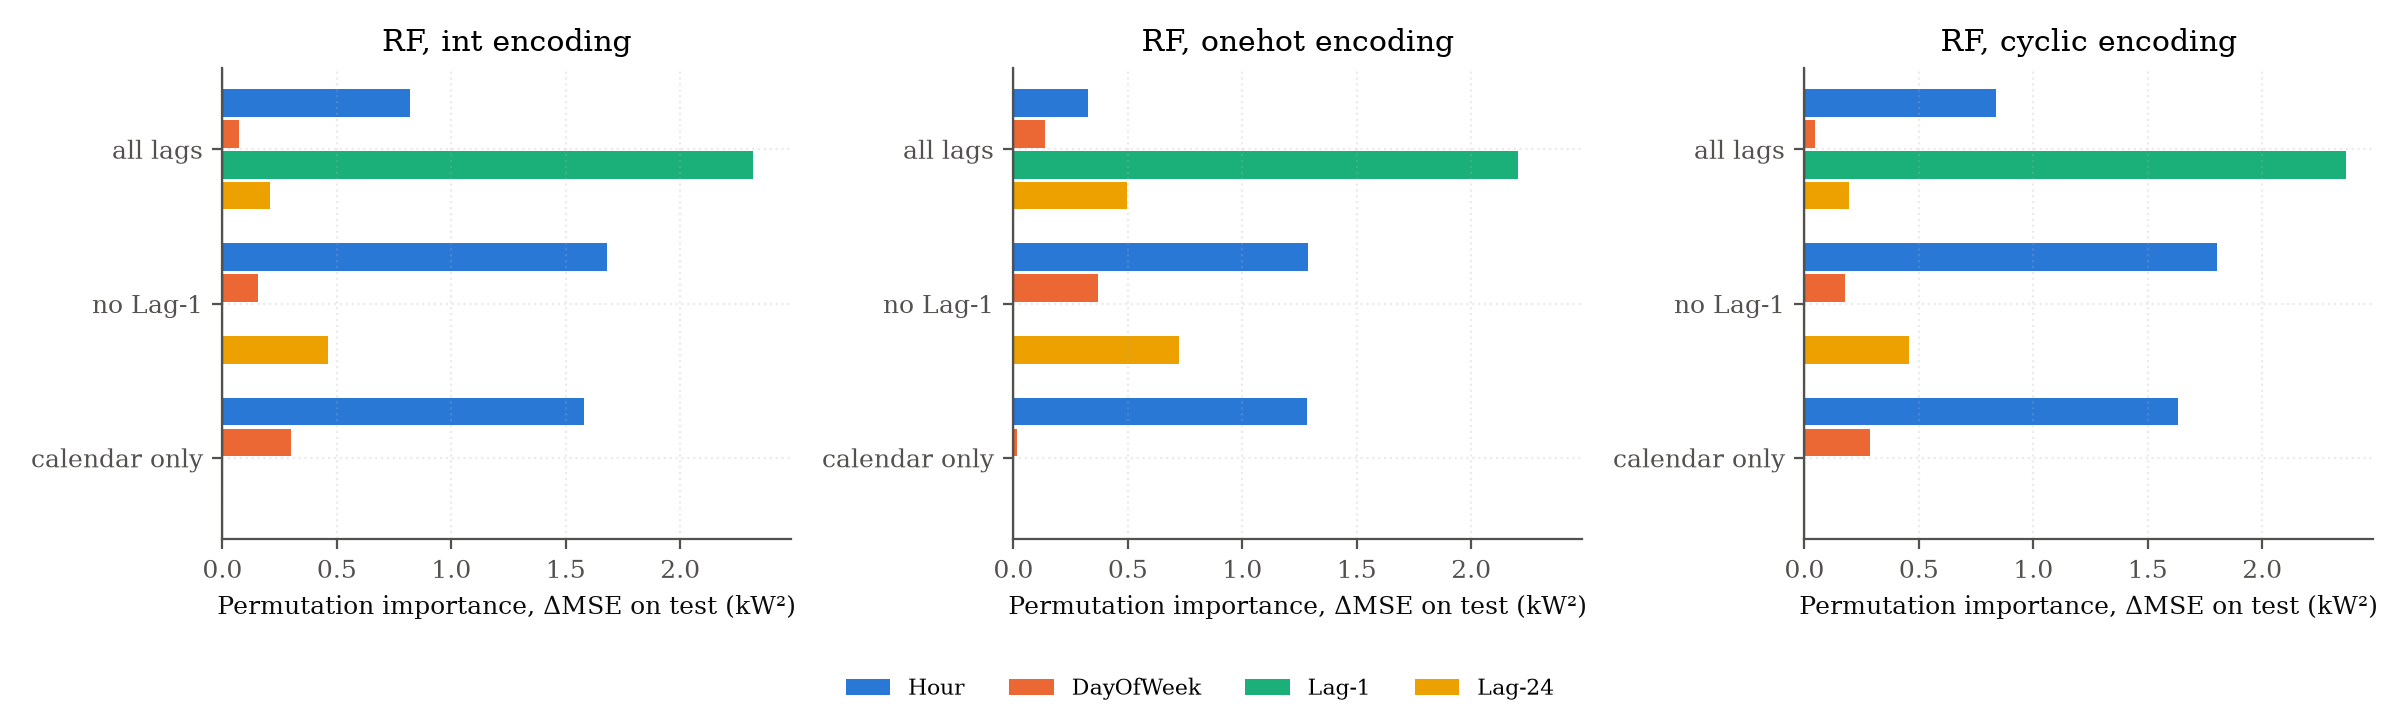 RF, int encoding
all lags
no Lag-1
calendar only
0.0 0.5 1.0 1.5 2.0
Permutation importance, ΔMSE on test (kW²)
RF, onehot encoding
all lags
no Lag-1
calendar only
0.0 0.5 1.0 1.5 2.0
Permutation importance, ΔMSE on test (kW²)
RF, cyclic encoding
all lags
no Lag-1
calendar only
0.0 0.5 1.0 1.5 2.0
Permutation importance, ΔMSE on test (kW²)
Hour DayOfWeek Lag-1 Lag-24